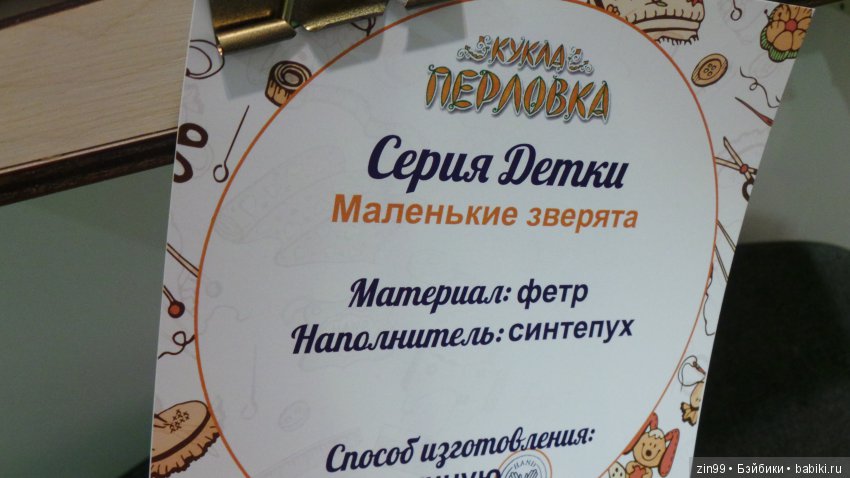 КУКЛА
ПЕРЛОВКА
Серия Детки
Маленькие зверята
Материал: фетр
Наполнитель: синтепух
Способ изготовления:
zin99 • Бэйбики • babiki.ru